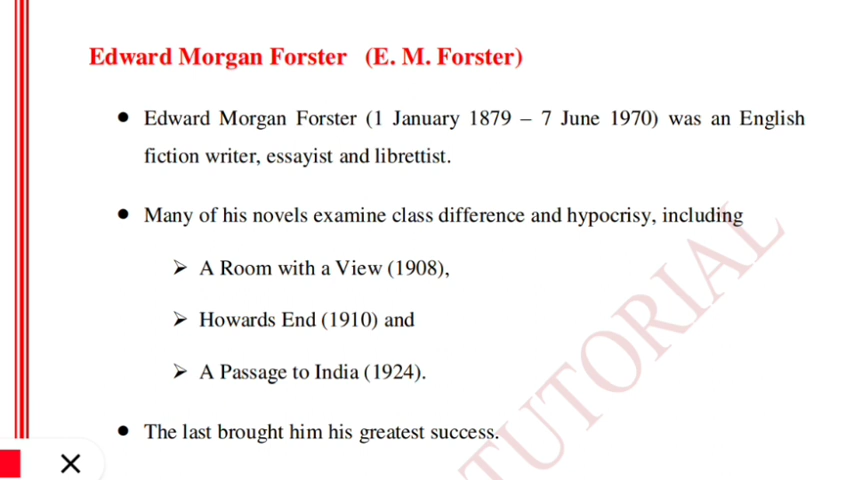 Edward Morgan Forster (E. M. Forster)
• Edward Morgan Forster (1 January 1879 – 7 June 1970) was an English
fiction writer, essayist and librettist.
• Many of his novels examine class difference and hypocrisy, including
➢ A Room with a View (1908),
➢ Howards End (1910) and
➢ A Passage to India (1924).
• The last brought him his greatest success.
TUTORIAL